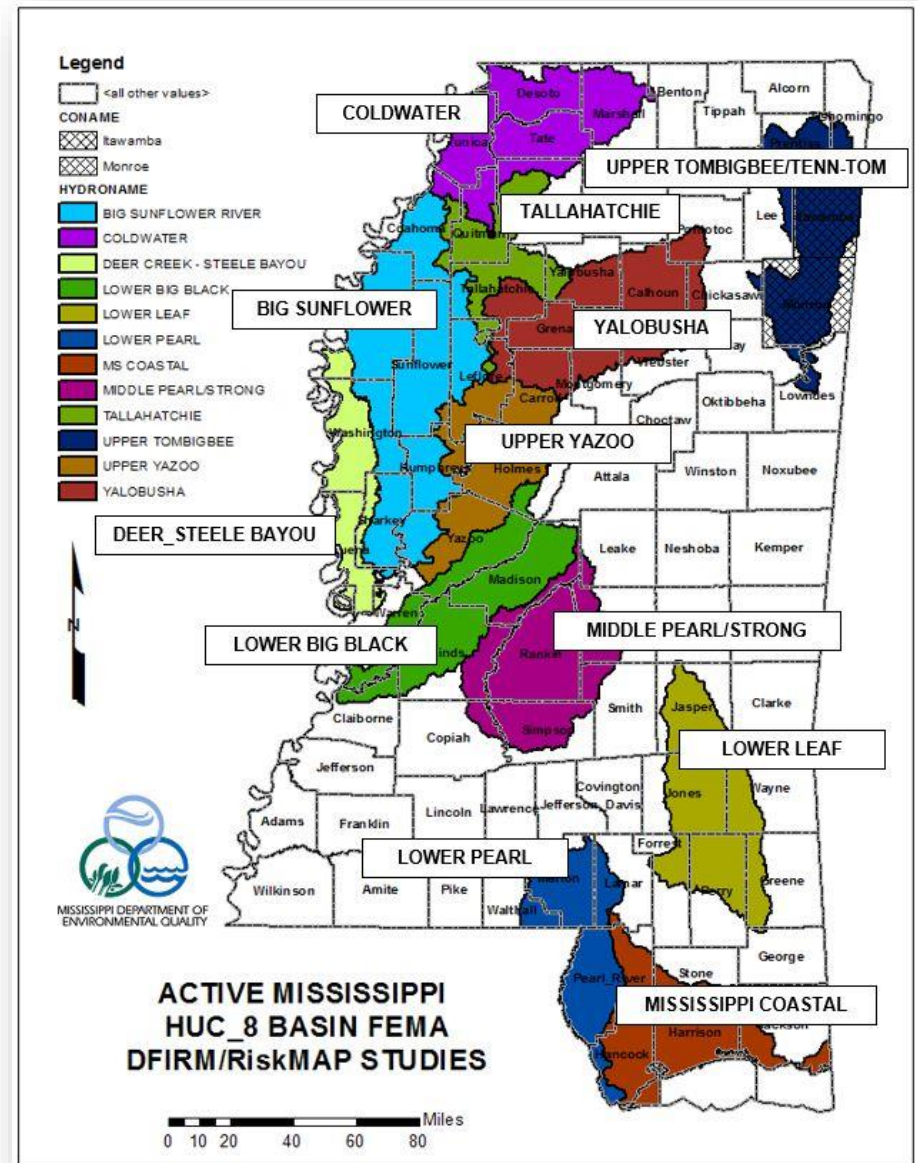 Legend
<all other values>
CONAME
Itawamba
Monroe
HYDRONAME
BIG SUNFLOWER RIVER
COLDWATER
DEER CREEK - STEELE BAYOU
LOWER BIG BLACK
LOWER LEAF
LOWER PEARL
MS COASTAL
MIDDLE PEARL/STRONG
TALLAHATCHIE
UPPER TOMBIGBEE
UPPER YAZOO
YALOBUSHA
COLDWATER
Desoto
Marshall
Benton
Tippah
Alcorn
Tate
UPPER TOMBIGBEE/TENN-TOM
TALLAHATCHIE
Lee
Coahoma
Quitman
Yalobusha
Tallahatchie
Calhoun
Chickasaw
Monroe
BIG SUNFLOWER
YALOBUSHA
Sunflower
Leflore
Montgomery
Webster
Carroll
Choctaw
Oktibbeha
Lowndes
Washington
UPPER YAZOO
Humphreys
Holmes
Attala
Winston
Noxubee
DEER_STEELE BAYOU
Sharkey
Yazoo
Leake
Neshoba
Kemper
Madison
Warren
N
LOWER BIG BLACK
MIDDLE PEARL/STRONG
Rankin
Claiborne
Copiah
Simpson
Smith
Jasper
Clarke
LOWER LEAF
Jefferson
Covington
Jones
Wayne
Adams
Franklin
Lincoln
Lawrence
Jefferson_Davis
LOWER PEARL
Forrest
Wilkinson
Amite
Pike
Walthall
Marion
Lamar
Perry
Greene
MISSISSIPPI DEPARTMENT OF
ENVIRONMENTAL QUALITY
Pearl_River
Stone
George
MISSISSIPPI COASTAL
Harrison
Hancock
ACTIVE MISSISSIPPI
HUC_8 BASIN FEMA
DFIRM/RiskMAP STUDIES
Miles
0 10 20 40 60 80